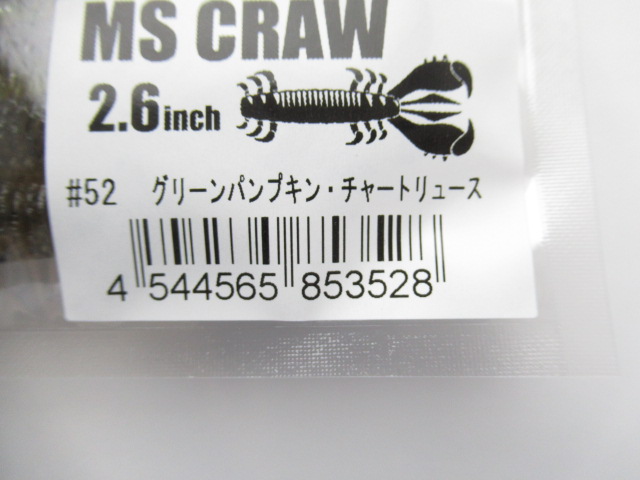 MS CRAW
2.6inch
#52 グリーンパンプキン・チャートリュース
4 544565 853528